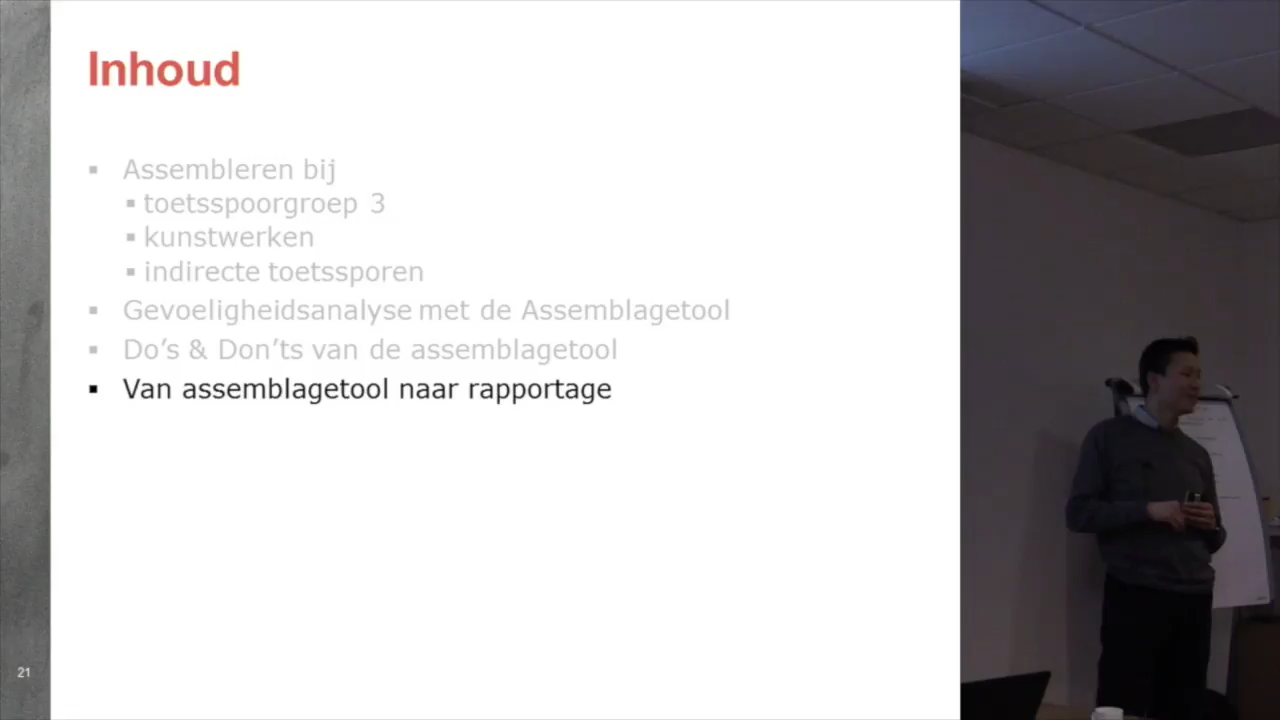 Inhoud
▪ Assembleren bij
▪ toetsspoorgroep 3
▪ kunstwerken
▪ indirecte toetssporen
▪ Gevoeligheidsanalyse met de Assemblagetool
▪ Do’s & Don’ts van de assemblagetool
▪ Van assemblagetool naar rapportage
21